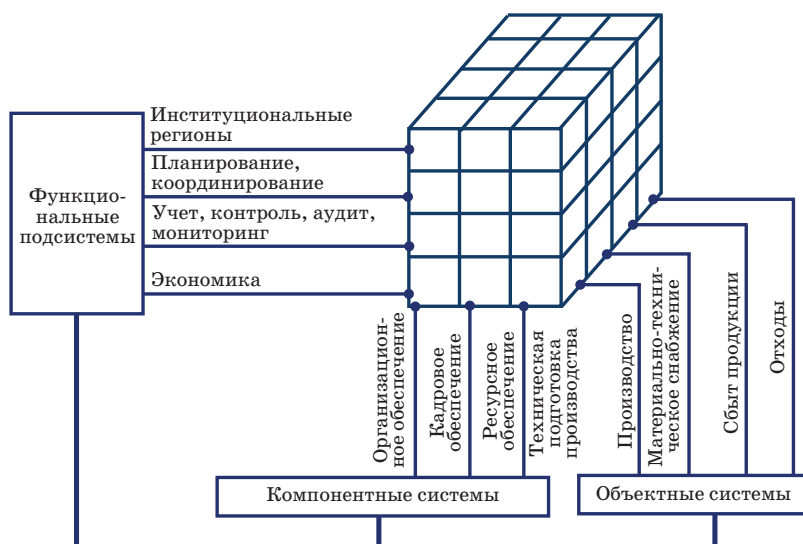 Функцио-
нальные
подсистемы
Институциональные
регионы
Планирование,
координирование
Учет, контроль, аудит,
мониторинг
Экономика
Организацион-
ное обеспечение
Кадровое
обеспечение
Ресурсное
обеспечение
Техническая
подготовка
производства
Производство
Материально-техни-
ческое снабжение
Сбыт продукции
Отходы
Компонентные системы
Объектные системы